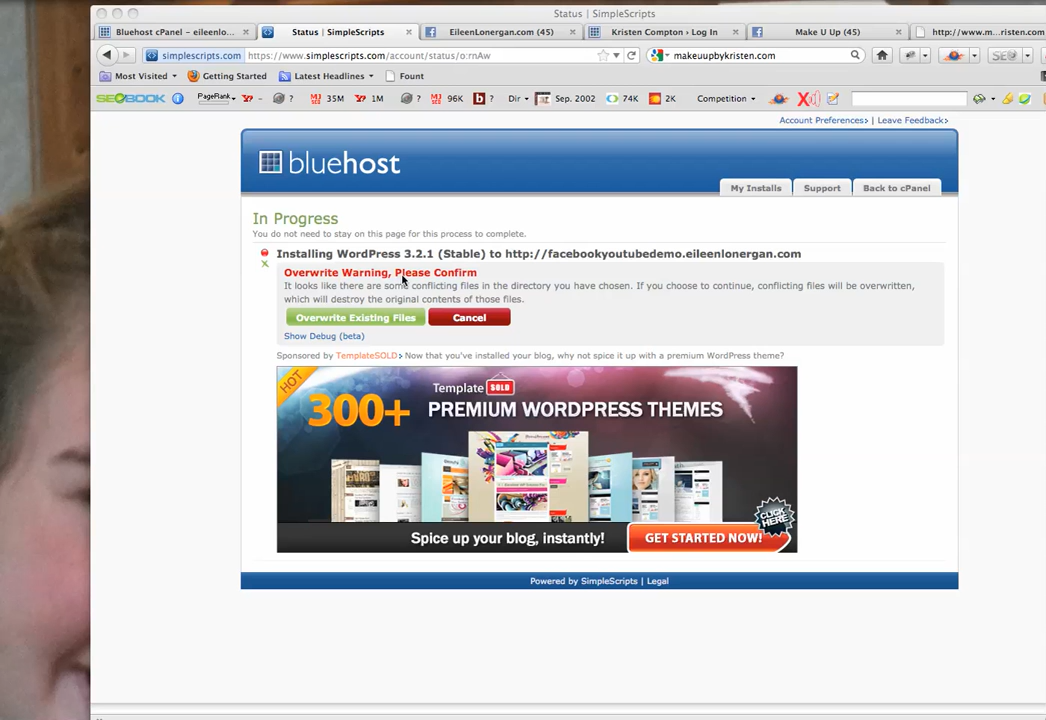 Status | SimpleScripts
Bluehost cPanel – eileenlo...
Status | SimpleScripts
EileenLonergan.com (45)
Kristen Compton › Log In
Make U Up (45)
http://www.m...risten.com
simplescripts.com
https://www.simplescripts.com/account/status/o:rnAw
makeuupbykristen.com
SEO
Most Visited
Getting Started
Latest Headlines
Fount
SEOBOOK
PageRank
?
35M
1M
?
96K
b ?
Dir
Sep. 2002
74K
2K
Competition
Account Preferences› | Leave Feedback›
bluehost
My Installs
Support
Back to cPanel
In Progress
You do not need to stay on this page for this process to complete.
Installing WordPress 3.2.1 (Stable) to http://facebookyoutubedemo.eileenlonergan.com
Overwrite Warning, Please Confirm
It looks like there are some conflicting files in the directory you have chosen. If you choose to continue, conflicting files will be overwritten,
which will destroy the original contents of those files.
Overwrite Existing Files
Cancel
Show Debug (beta)
Sponsored by TemplateSOLD› Now that you've installed your blog, why not spice it up with a premium WordPress theme?
HOT
Template SOLD
300+ PREMIUM WORDPRESS THEMES
CLICK HERE
Spice up your blog, instantly!
GET STARTED NOW!
Powered by SimpleScripts | Legal